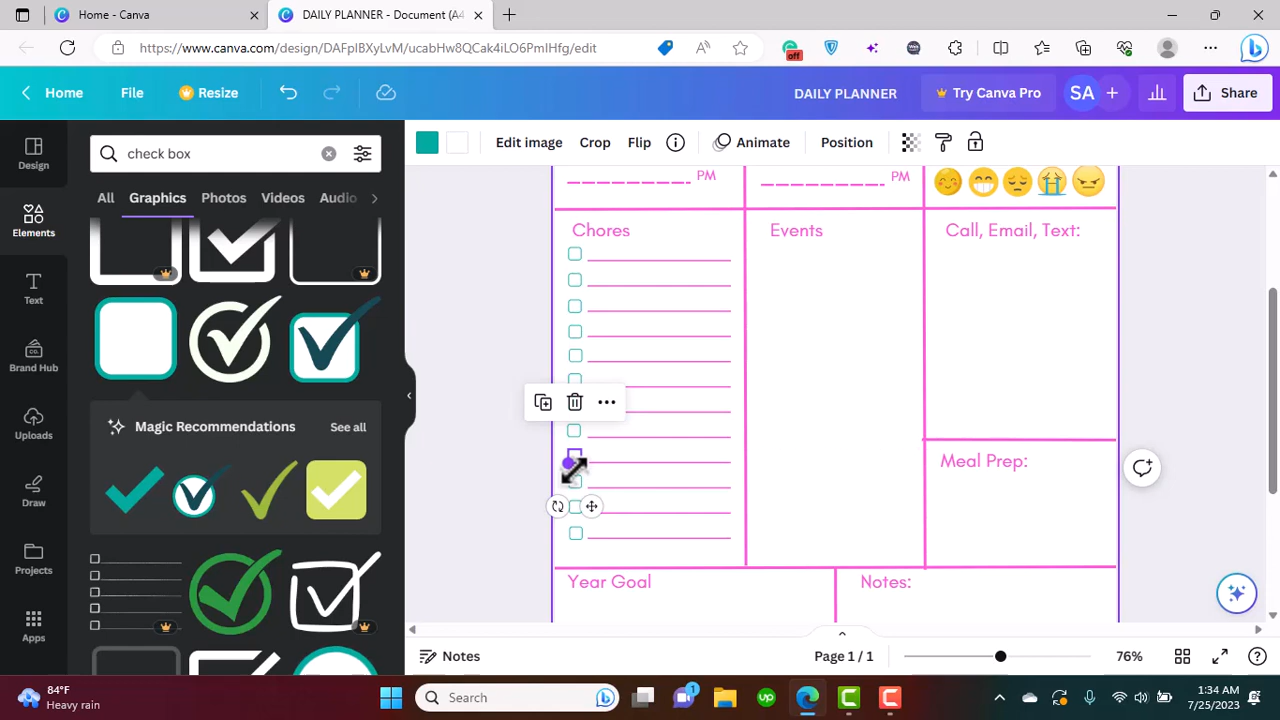 Home - Canva
DAILY PLANNER - Document (A4
https://www.canva.com/design/DAFpIBXyLvM/ucabHw8QCak4iLO6PmIHfg/edit
off
Home
File
Resize
DAILY PLANNER
SA
Try Canva Pro
Share
Design
Elements
Text
Brand Hub
Uploads
Draw
Projects
Apps
check box
All
Graphics
Photos
Videos
Audio
Magic Recommendations
See all
Edit image
Crop
Flip
Animate
Position
PM
PM
Chores
Events
Call, Email, Text:
Meal Prep:
Year Goal
Notes:
Notes
Page 1 / 1
76%
84°F
Heavy rain
Search
1
up
1:34 AM
7/25/2023